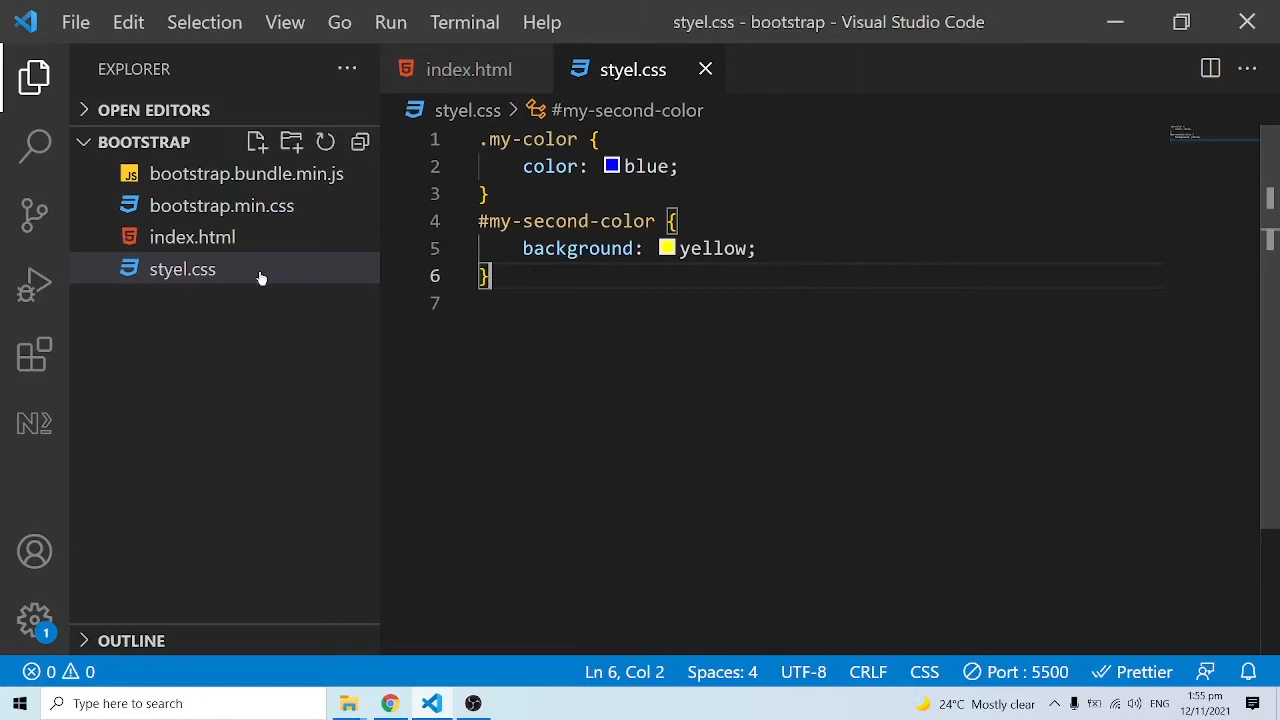 File Edit Selection View Go Run Terminal Help styel.css - bootstrap - Visual Studio Code
EXPLORER
OPEN EDITORS
BOOTSTRAP
JS bootstrap.bundle.min.js
bootstrap.min.css
index.html
styel.css
OUTLINE
index.html styel.css
styel.css > #my-second-color
1 .my-color {
2 color: blue;
3 }
4 #my-second-color {
5 background: yellow;
6 }
7
1
0 0 Ln 6, Col 2 Spaces: 4 UTF-8 CRLF CSS Port : 5500 Prettier
Type here to search 24°C Mostly clear 1:55 pm
12/11/2021